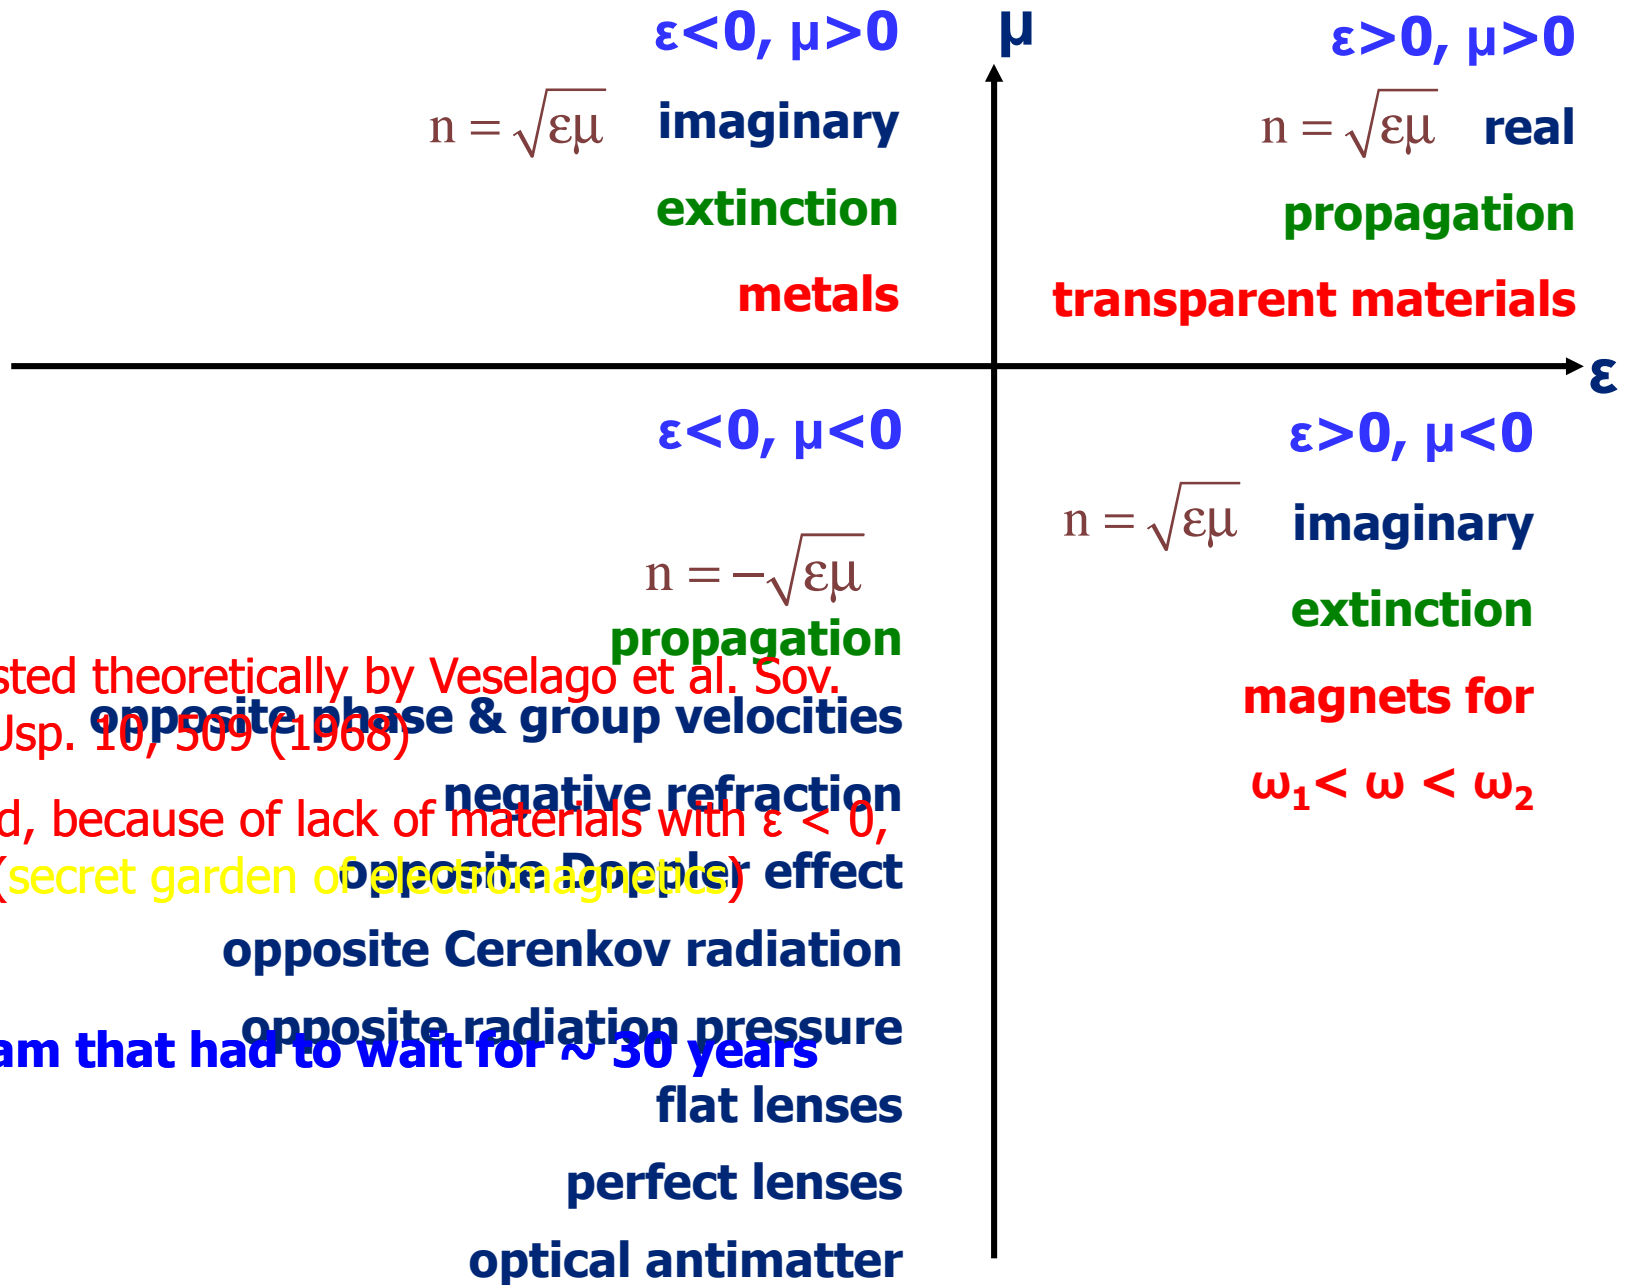 ε<0, μ>0
n = √εμ imaginary
extinction
metals
μ
ε>0, μ>0
n = √εμ real
propagation
transparent materials
ε
ε<0, μ<0
n = −√εμ
propagation
opposite phase & group velocities
negative refraction
opposite Doppler effect
opposite Cerenkov radiation
opposite radiation pressure
flat lenses
perfect lenses
optical antimatter
theoretically by Veselago et al. Sov.
10, 509 (1968)
because of lack of materials with ε < 0,
(secret garden of electromagnetics)
that had to wait for ~ 30 years
ε>0, μ<0
n = √εμ imaginary
extinction
magnets for
ω₁< ω < ω₂